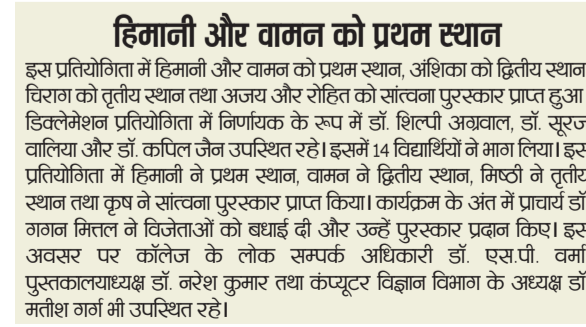 हिमानी और वामन को प्रथम स्थान
इस प्रतियोगिता में हिमानी और वामन को प्रथम स्थान, अंशिका को द्वितीय स्थान
चिराग को तृतीय स्थान तथा अजय और रोहित को सांत्वना पुरस्कार प्राप्त हुआ
डिक्लेमेशन प्रतियोगिता में निर्णायक के रूप में डॉ. शिल्पी अग्रवाल, डॉ. सूरज
वालिया और डॉ. कपिल जैन उपस्थित रहे। इसमें 14 विद्यार्थियों ने भाग लिया। इस
प्रतियोगिता में हिमानी ने प्रथम स्थान, वामन ने द्वितीय स्थान, मिष्ठी ने तृतीय
स्थान तथा कृष ने सांत्वना पुरस्कार प्राप्त किया। कार्यक्रम के अंत में प्राचार्य डॉ
गगन मित्तल ने विजेताओं को बधाई दी और उन्हें पुरस्कार प्रदान किए। इस
अवसर पर कॉलेज के लोक सम्पर्क अधिकारी डॉ. एस.पी. वर्मा
पुस्तकालयाध्यक्ष डॉ. नरेश कुमार तथा कंप्यूटर विज्ञान विभाग के अध्यक्ष डॉ
मतीश गर्ग भी उपस्थित रहे।